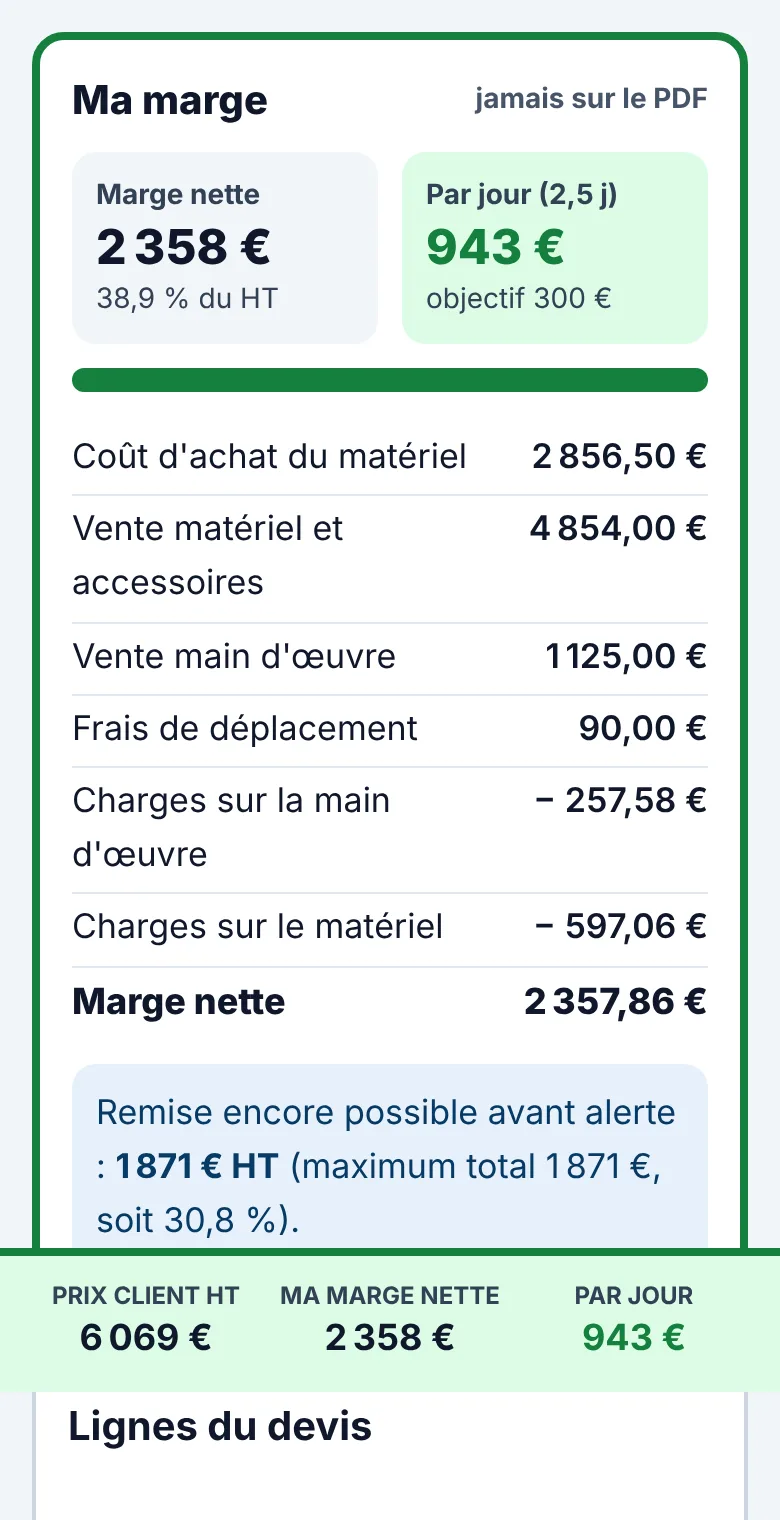 Ma marge
jamais sur le PDF
Marge nette
2 358 €
38,9 % du HT
Par jour (2,5 j)
943 €
objectif 300 €
Coût d'achat du matériel 2 856,50 €
Vente matériel et 4 854,00 €
accessoires
Vente main d'œuvre 1 125,00 €
Frais de déplacement 90,00 €
Charges sur la main − 257,58 €
d'œuvre
Charges sur le matériel − 597,06 €
Marge nette 2 357,86 €
Remise encore possible avant alerte
: 1 871 € HT (maximum total 1 871 €,
soit 30,8 %).
PRIX CLIENT HT
6 069 €
MA MARGE NETTE
2 358 €
PAR JOUR
943 €
Lignes du devis